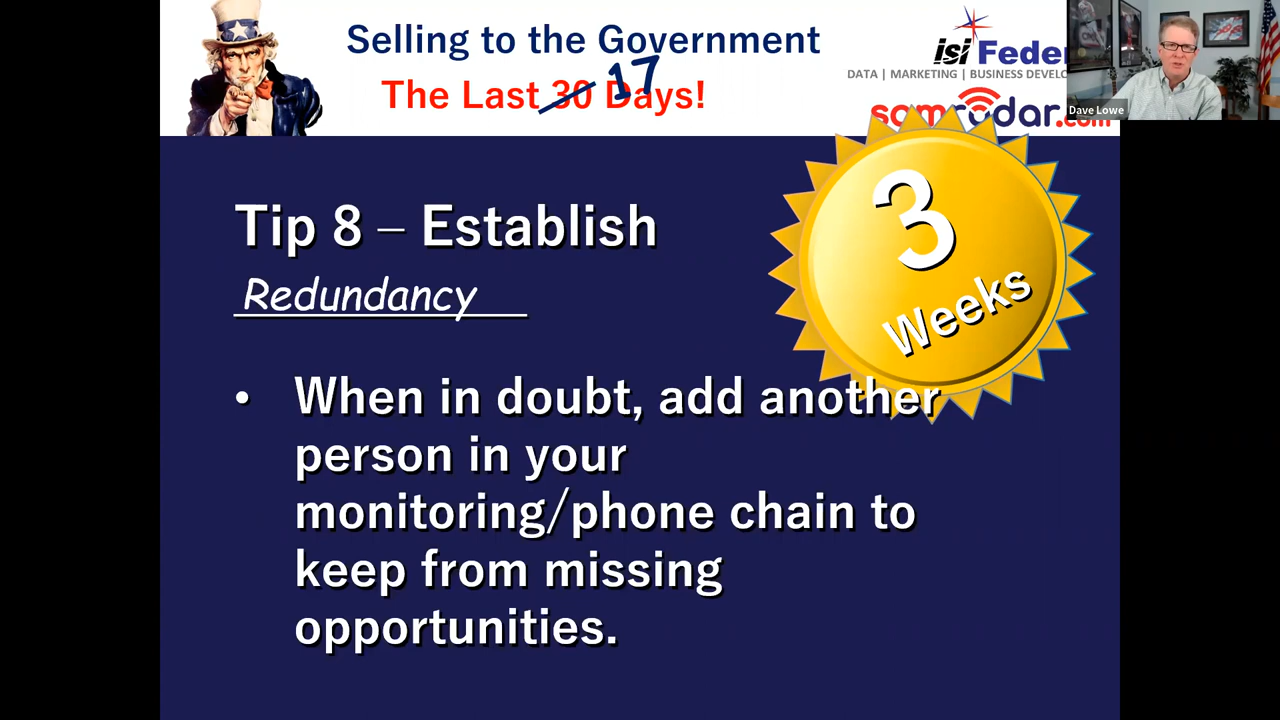 Selling to the Government
The Last 30 17 Days!
isi Feder
DATA | MARKETING | BUSINESS DEVELO
samradar.com
Dave Lowe
3
Weeks
Tip 8 – Establish
Redundancy
• When in doubt, add another
person in your
monitoring/phone chain to
keep from missing
opportunities.